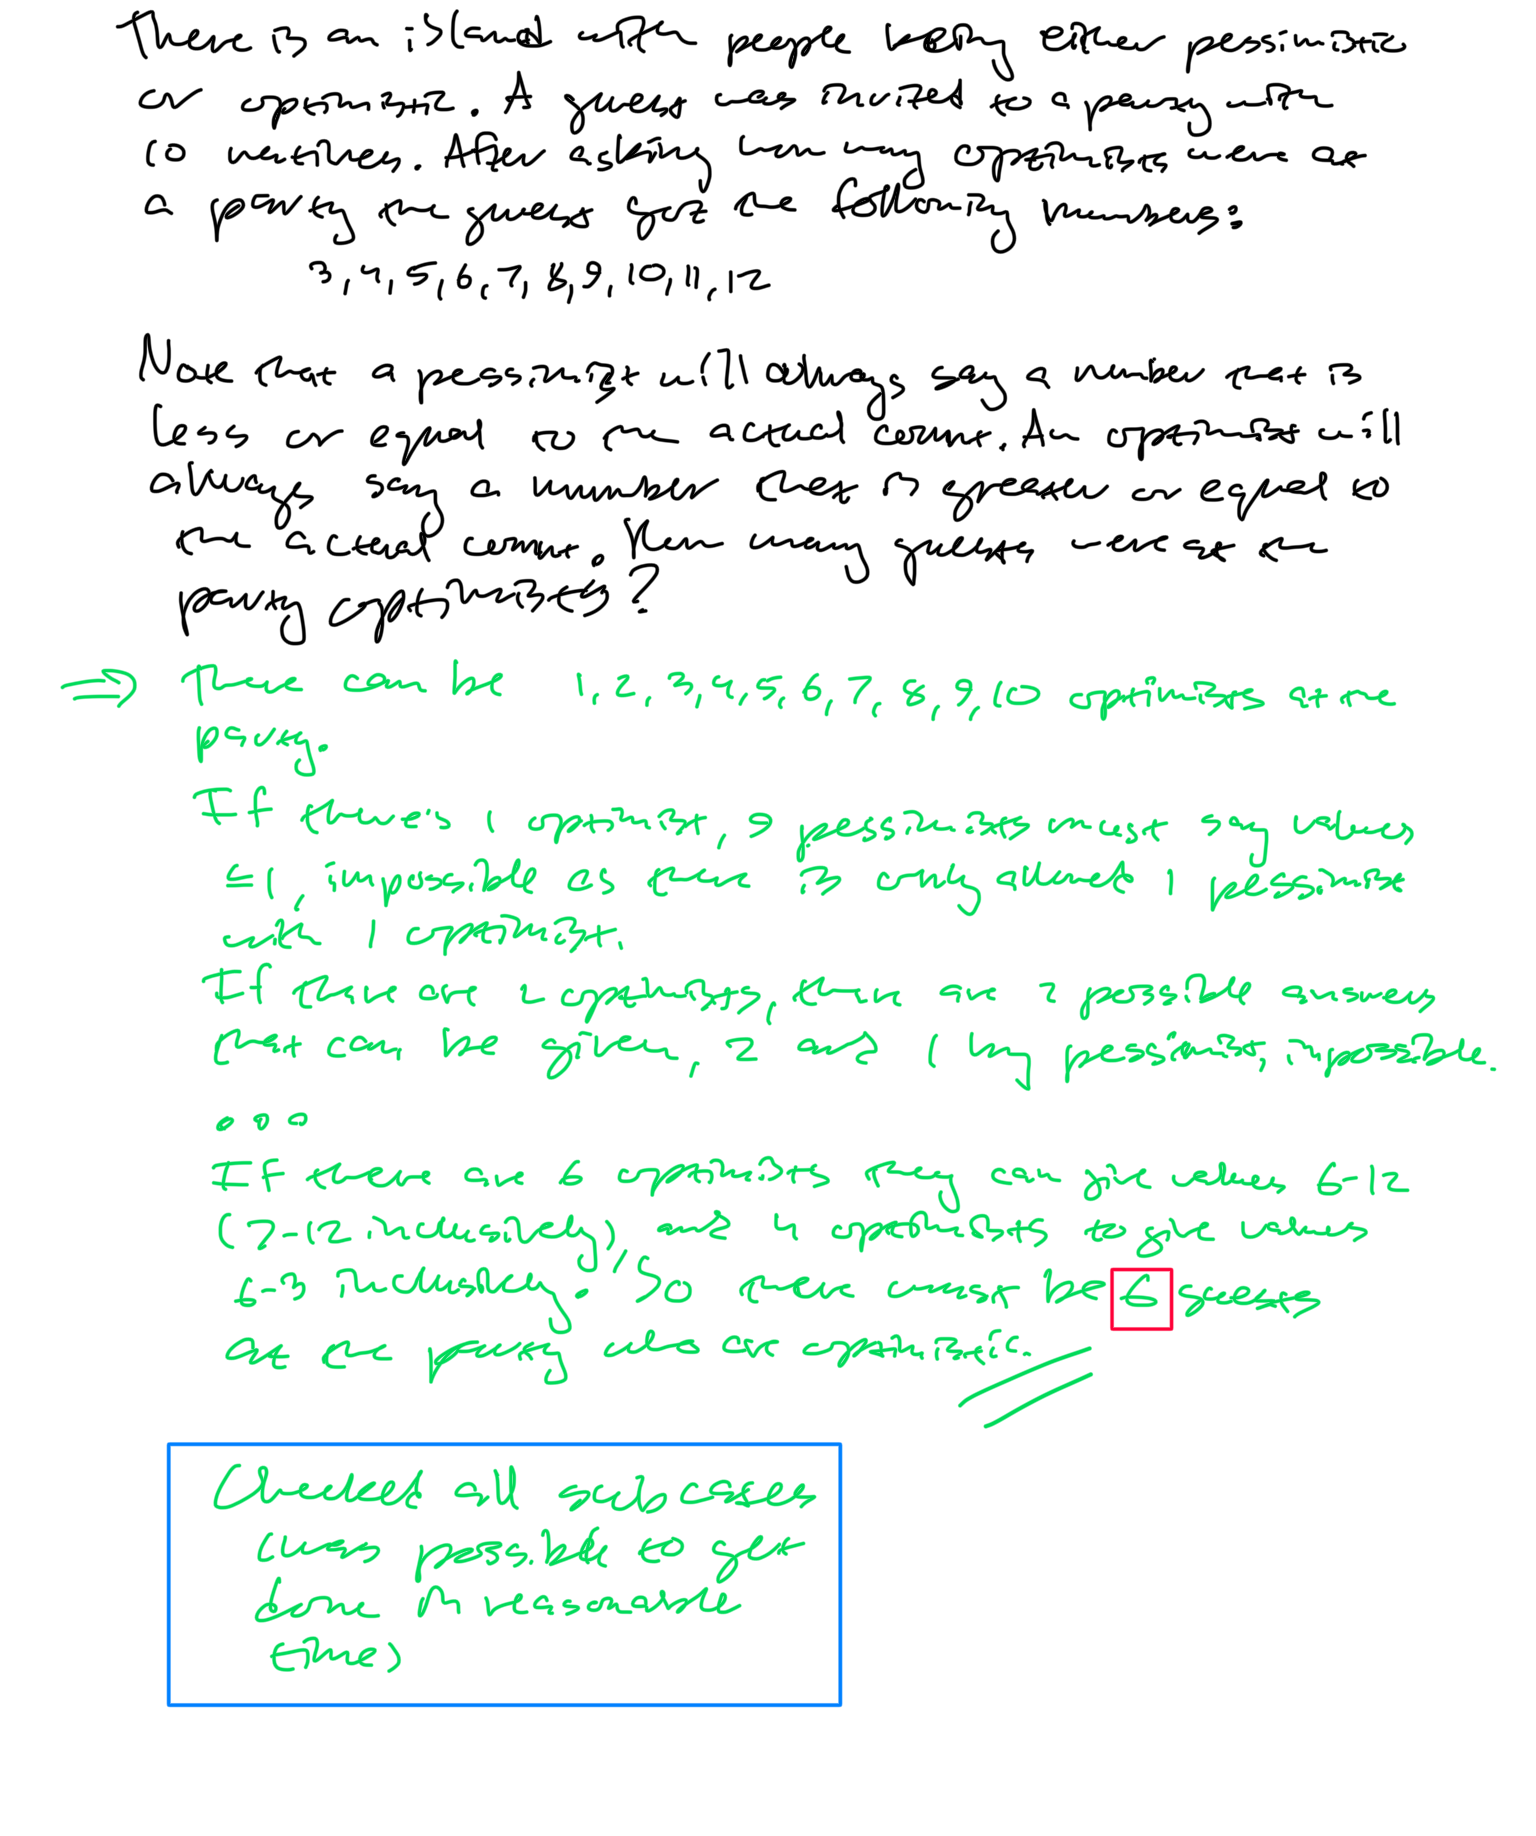 There is an island with people being either pessimistic
or optimistic. A guest was invited to a party with
10 natives. After asking how many optimists were at
a party the guest got the following numbers:
3, 4, 5, 6, 7, 8, 9, 10, 11, 12
Note that a pessimist will always say a number that is
less or equal to the actual count. An optimist will
always say a number that is greater or equal to
the actual count. How many guests were at the
party optimists?
⇒ There can be 1, 2, 3, 4, 5, 6, 7, 8, 9, 10 optimists at the
party.
If there's 1 optimist, 9 pessimists must say values
≤1, impossible as there is only allowed 1 pessimist
with 1 optimist.
If there are 2 optimists, there are 2 possible answers
that can be given, 2 and 1 by pessimist, impossible.
...
If there are 6 optimists they can give values 6-12
(7-12 inclusively), and 4 optimists to give values
6-3 inclusively. So there must be 6 guests
at the party who are optimistic.
Checked all subcases
(was possible to get
done in reasonable
time)